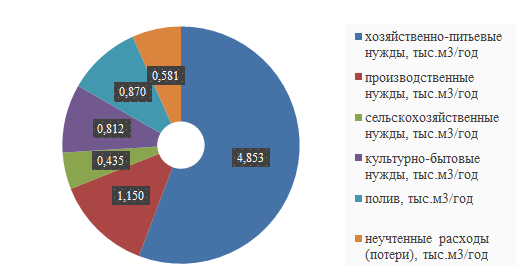 0,581
0,870
0,812
0,435
1,150
4,853
хозяйственно-питьевые
нужды, тыс.м3/год
производственные
нужды, тыс.м3/год
сельскохозяйственные
нужды, тыс.м3/год
культурно-бытовые
нужды, тыс.м3/год
полив, тыс.м3/год
неучтенные расходы
(потери), тыс.м3/год